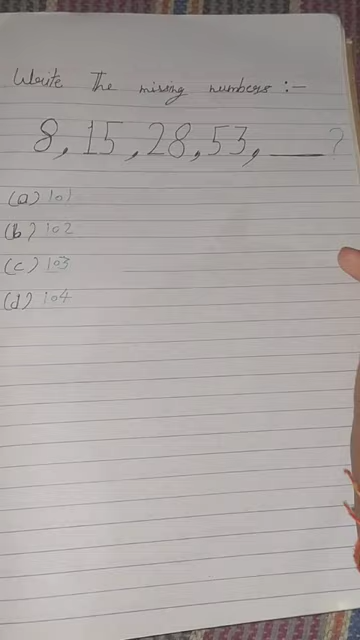 Write The missing numbers :-
8, 15, 28, 53, ___ ?
(a) 101
(b) 102
(c) 103
(d) 104